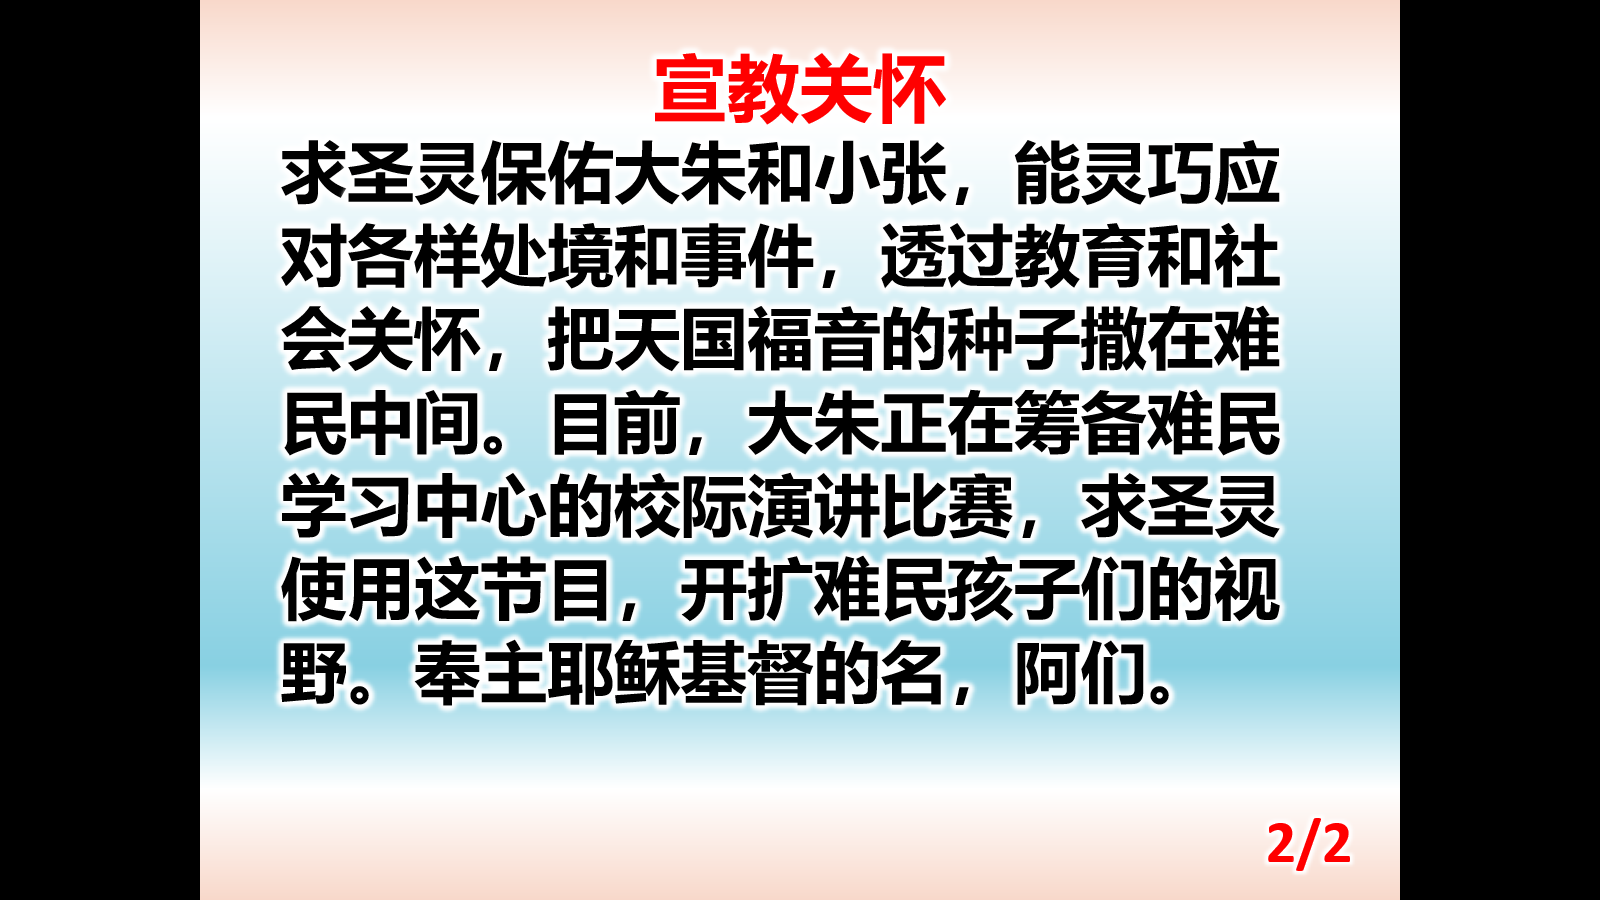 宣教关怀
求圣灵保佑大朱和小张，能灵巧应
对各样处境和事件，透过教育和社
会关怀，把天国福音的种子撒在难
民中间。目前，大朱正在筹备难民
学习中心的校际演讲比赛，求圣灵
使用这节目，开扩难民孩子们的视
野。奉主耶稣基督的名，阿们。
2/2